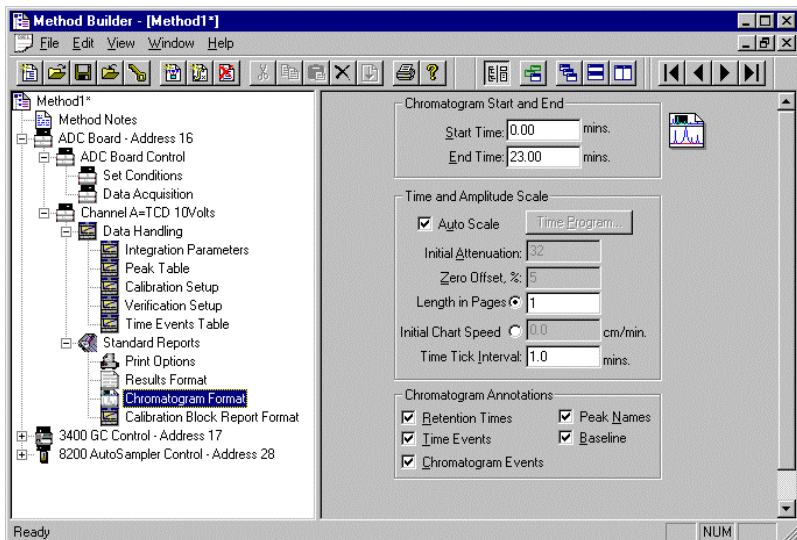 Method Builder - [Method1*]
File Edit View Window Help
Method1*
Method Notes
ADC Board - Address 16
ADC Board Control
Set Conditions
Data Acquisition
Channel A=TCD 10Volts
Data Handling
Integration Parameters
Peak Table
Calibration Setup
Verification Setup
Time Events Table
Standard Reports
Print Options
Results Format
Chromatogram Format
Calibration Block Report Format
3400 GC Control - Address 17
8200 AutoSampler Control - Address 28
Chromatogram Start and End
Start Time: 0.00 mins.
End Time: 23.00 mins.
Time and Amplitude Scale
Auto Scale Time Program...
Initial Attenuation: 32
Zero Offset, %: 5
Length in Pages 1
Initial Chart Speed 0.0 cm/min.
Time Tick Interval: 1.0 mins.
Chromatogram Annotations
Retention Times Peak Names
Time Events Baseline
Chromatogram Events
Ready NUM